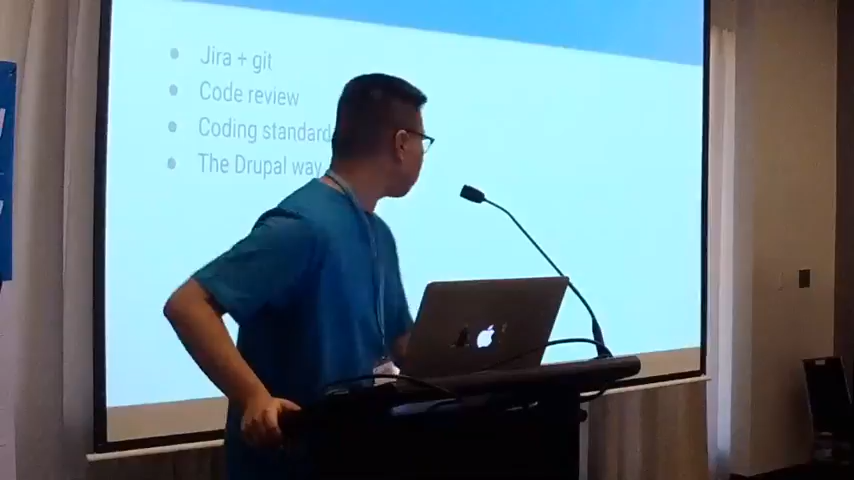 Jira + git
Code review
Coding standard
The Drupal way